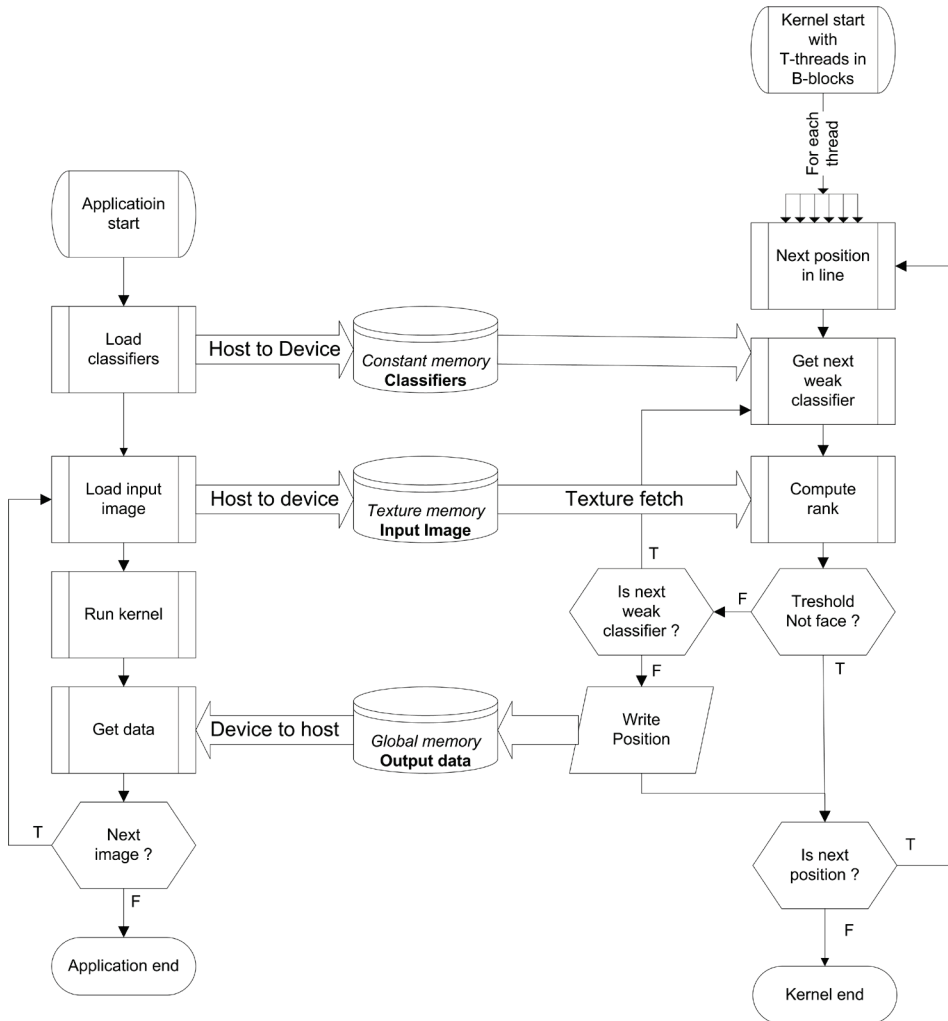 Kernel start
with
T-threads in
B-blocks
For each
thread
Applicatioin
start
Next position
in line
Load
classifiers
Host to Device
Constant memory
Classifiers
Get next
weak
classifier
Load input
image
Host to device
Texture memory
Input Image
Texture fetch
Compute
rank
T
Is next
weak
classifier ?
F
Treshold
Not face ?
Run kernel
F
T
Get data
Device to host
Global memory
Output data
Write
Position
Next
image ?
T
F
Is next
position ?
T
F
Application end
Kernel end